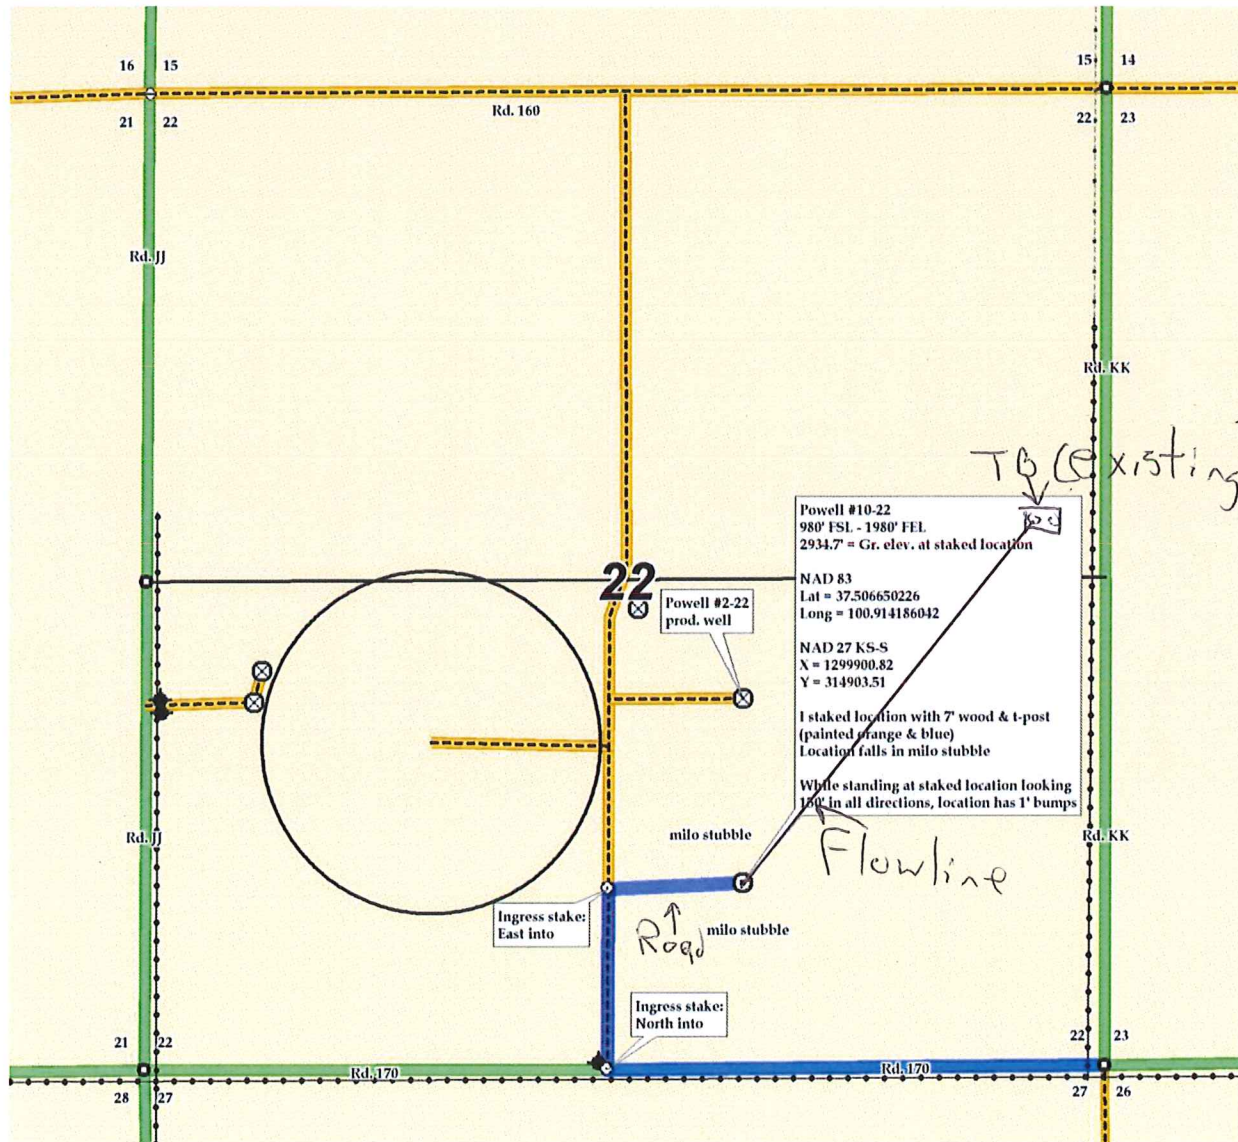 16 15
15 14
Rd. 160
21 22
22 23
Rd. JJ
Rd. KK
TB (existing
Powell #10-22
980' FSL - 1980' FEL
2934.7' = Gr. elev. at staked location
NAD 83
Lat = 37.506650226
Long = 100.914186042
NAD 27 KS-S
X = 1299900.82
Y = 314903.51
I staked location with 7' wood & t-post
(painted orange & blue)
Location falls in milo stubble
While standing at staked location looking
150' in all directions, location has 1' bumps
22
Powell #2-22
prod. well
Rd. JJ
milo stubble
Rd. KK
Flowline
Ingress stake:
East into
Road
milo stubble
Ingress stake:
North into
21 22
22 23
Rd. 170
Rd. 170
28 27
27 26